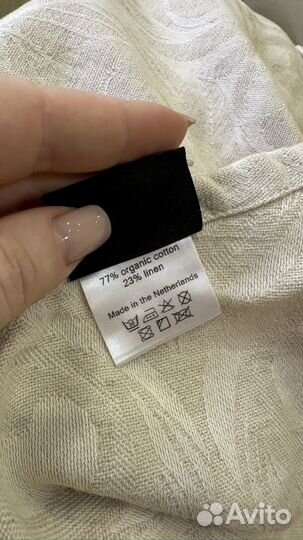 77% organic cotton
23% linen
Made in the Netherlands
Avito